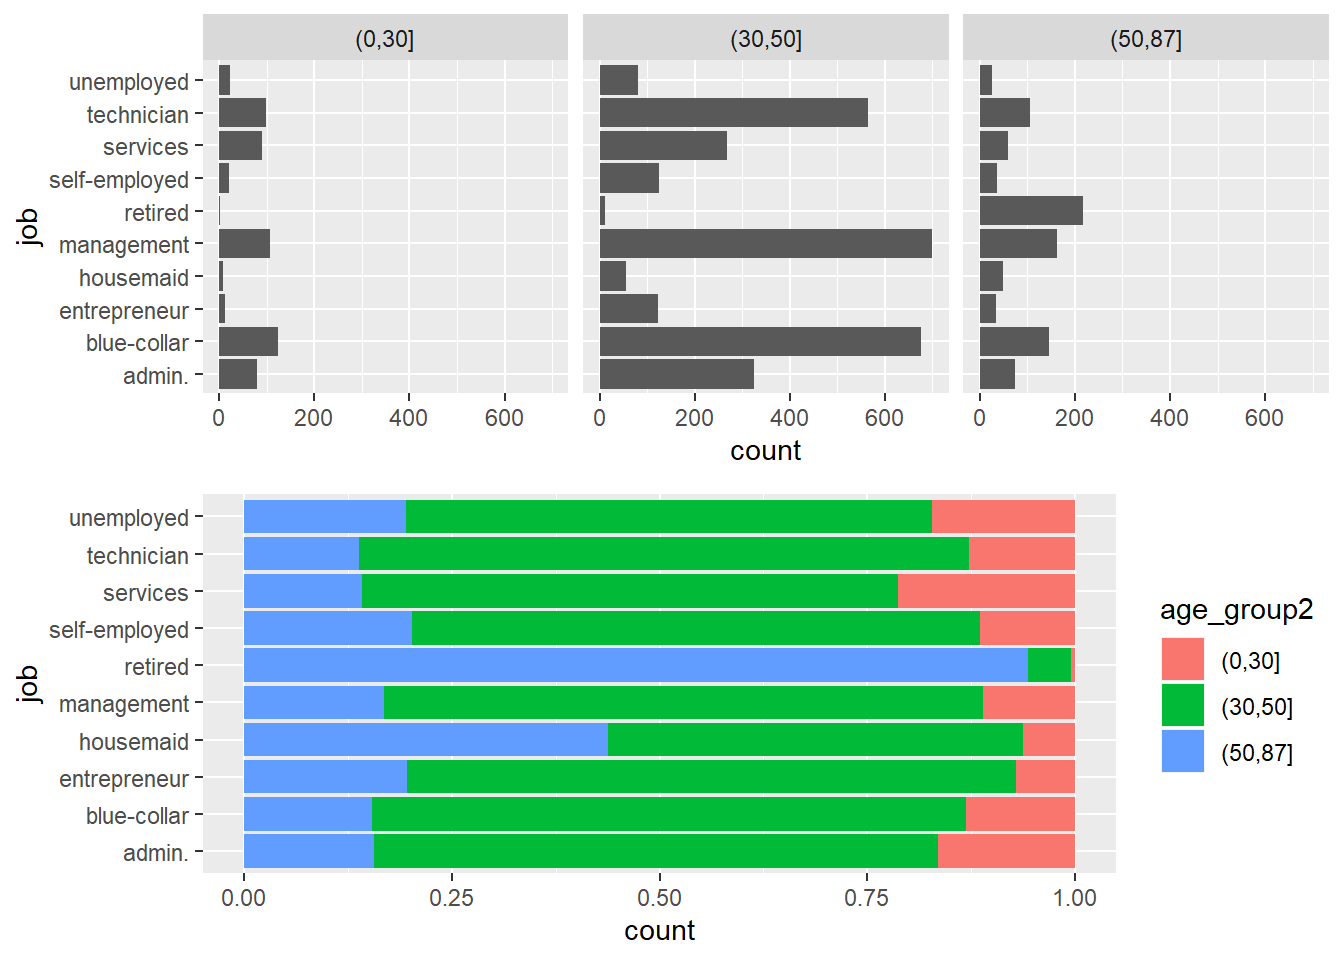 (0,30] (30,50] (50,87]
unemployed
technician
services
self-employed
retired
management
housemaid
entrepreneur
blue-collar
admin.
job
0 200 400 600 0 200 400 600 0 200 400 600
count
unemployed
technician
services
self-employed
retired
management
housemaid
entrepreneur
blue-collar
admin.
job
0.00 0.25 0.50 0.75 1.00
count
age_group2
(0,30]
(30,50]
(50,87]